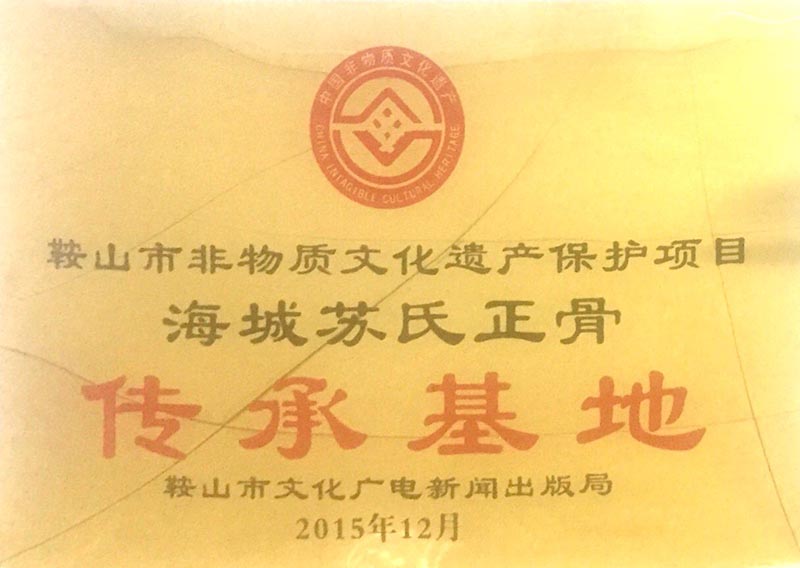 中国非物质文化遗产
CHINA INTAGIBLE CULTURAL HERITAGE
鞍山市非物质文化遗产保护项目
海城苏氏正骨
传承基地
鞍山市文化广电新闻出版局
2015年12月